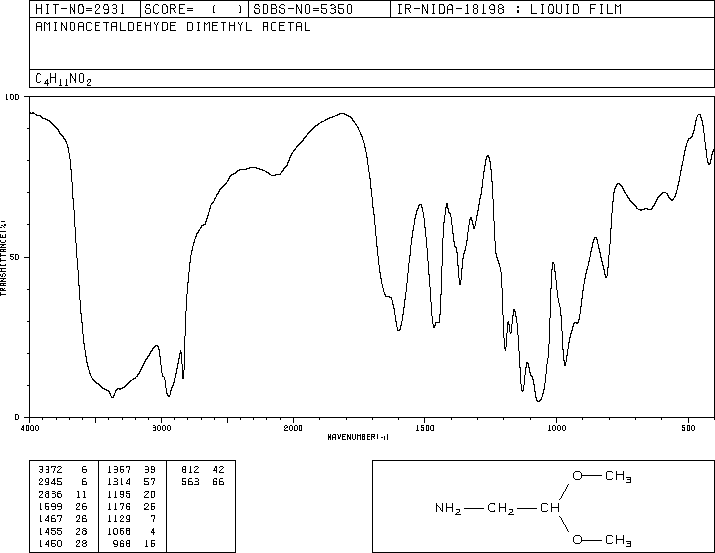 HIT-NO=2931 SCORE= ( ) SDBS-NO=5350 IR-NIDA-18198 : LIQUID FILM
AMINOACETALDEHYDE DIMETHYL ACETAL
C4H11NO2
100
50
0
TRANSMITTANCE(%)
4000 3000 2000 1500 1000 500
WAVENUMBER(-1)
3372 6 1367 39 812 42
2945 6 1314 57 563 66
2836 11 1195 20
1599 26 1176 26
1467 26 1129 7
1455 28 1068 4
1450 28 968 15
O—CH3
NH2—CH2—CH
O—CH3